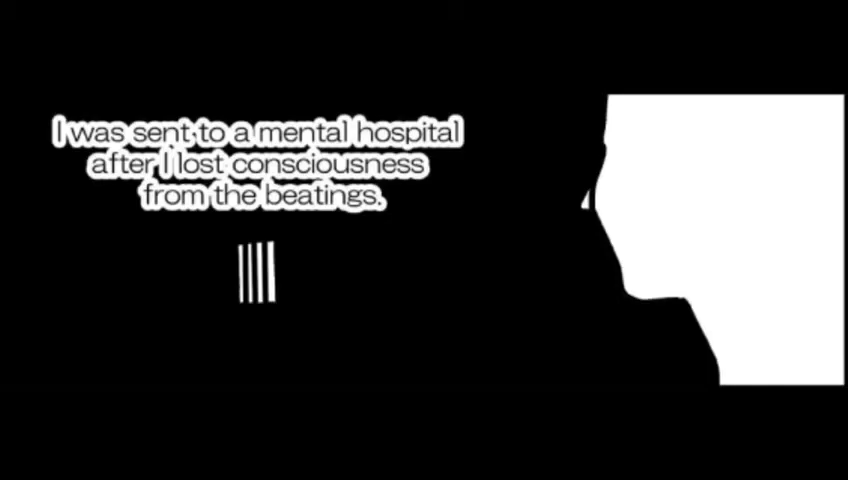 I was sent to a mental hospital
after I lost consciousness
from the beatings.